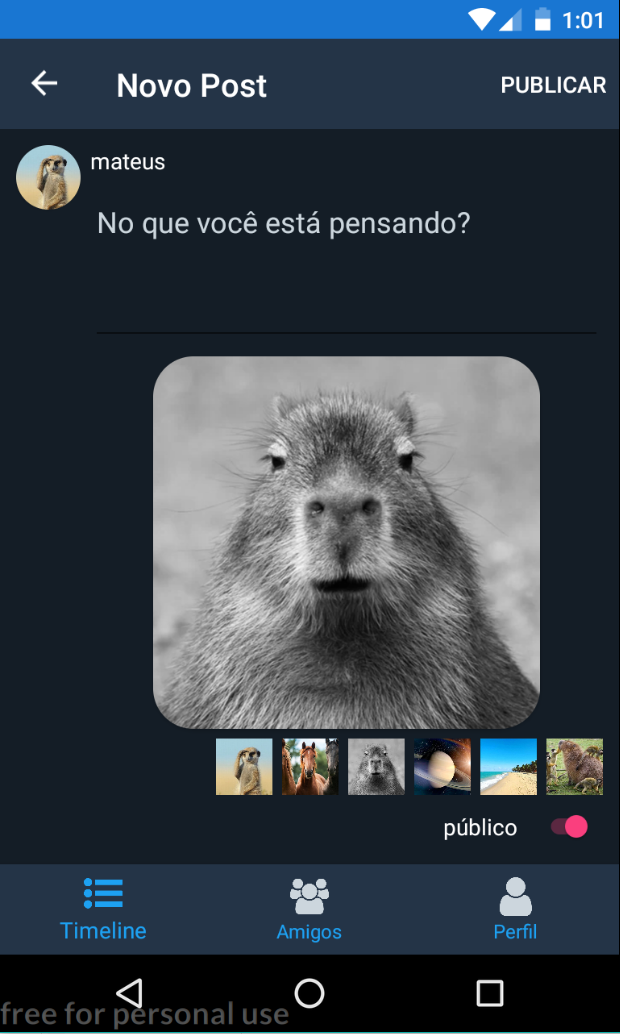 1:01
Novo Post
PUBLICAR
mateus
No que você está pensando?
público
Timeline
Amigos
Perfil
free for personal use